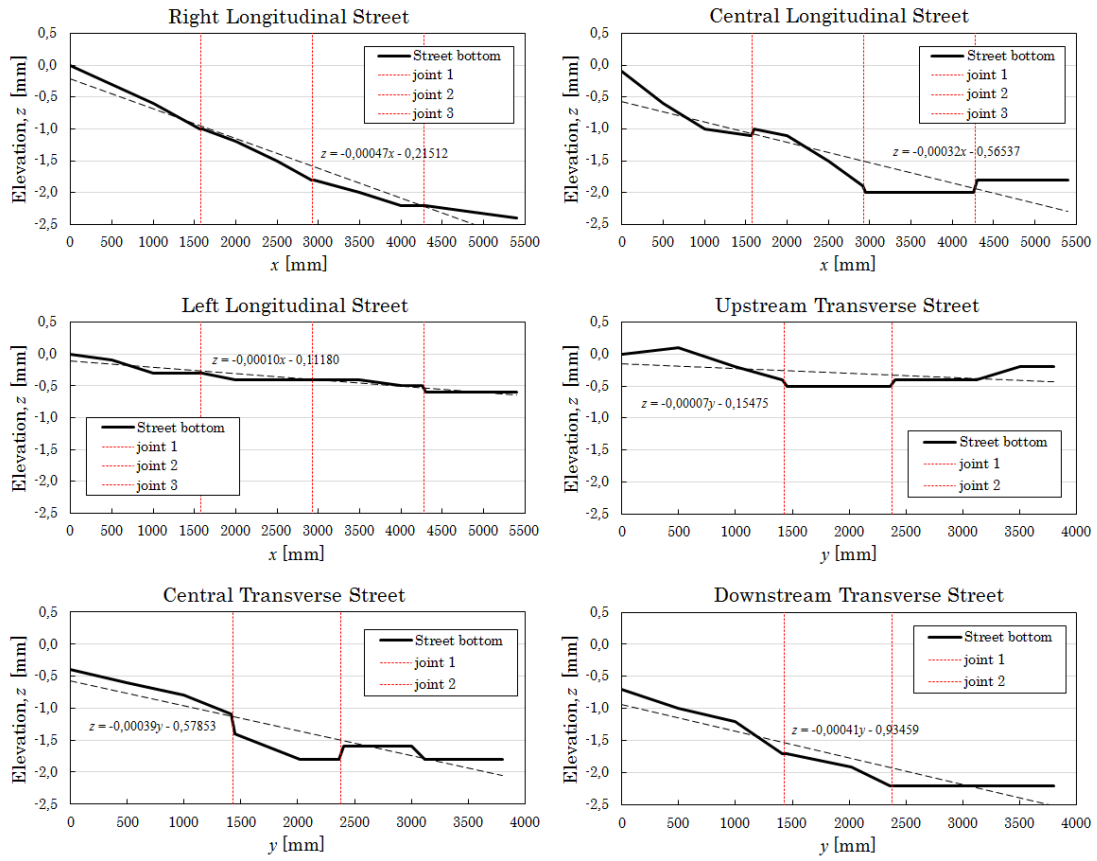 Right Longitudinal Street
0,5
0,0
-0,5
-1,0
-1,5
-2,0
-2,5
Elevation, z [mm]
Street bottom
joint 1
joint 2
joint 3
z = -0,00047x - 0,21512
0 500 1000 1500 2000 2500 3000 3500 4000 4500 5000 5500
x [mm]
Central Longitudinal Street
0,5
0,0
-0,5
-1,0
-1,5
-2,0
-2,5
Elevation, z [mm]
Street bottom
joint 1
joint 2
joint 3
z = -0,00032x - 0,56537
0 500 1000 1500 2000 2500 3000 3500 4000 4500 5000 5500
x [mm]
Left Longitudinal Street
0,5
0,0
-0,5
-1,0
-1,5
-2,0
-2,5
Elevation, z [mm]
z = -0,00010x - 0,11180
Street bottom
joint 1
joint 2
joint 3
0 500 1000 1500 2000 2500 3000 3500 4000 4500 5000 5500
x [mm]
Upstream Transverse Street
0,5
0,0
-0,5
-1,0
-1,5
-2,0
-2,5
Elevation, z [mm]
z = -0,00007y - 0,15475
Street bottom
joint 1
joint 2
0 500 1000 1500 2000 2500 3000 3500 4000
y [mm]
Central Transverse Street
0,5
0,0
-0,5
-1,0
-1,5
-2,0
-2,5
Elevation, z [mm]
Street bottom
joint 1
joint 2
z = -0,00039y - 0,57853
0 500 1000 1500 2000 2500 3000 3500 4000
y [mm]
Downstream Transverse Street
0,5
0,0
-0,5
-1,0
-1,5
-2,0
-2,5
Elevation, z [mm]
Street bottom
joint 1
joint 2
z = -0,00041y - 0,93459
0 500 1000 1500 2000 2500 3000 3500 4000
y [mm]